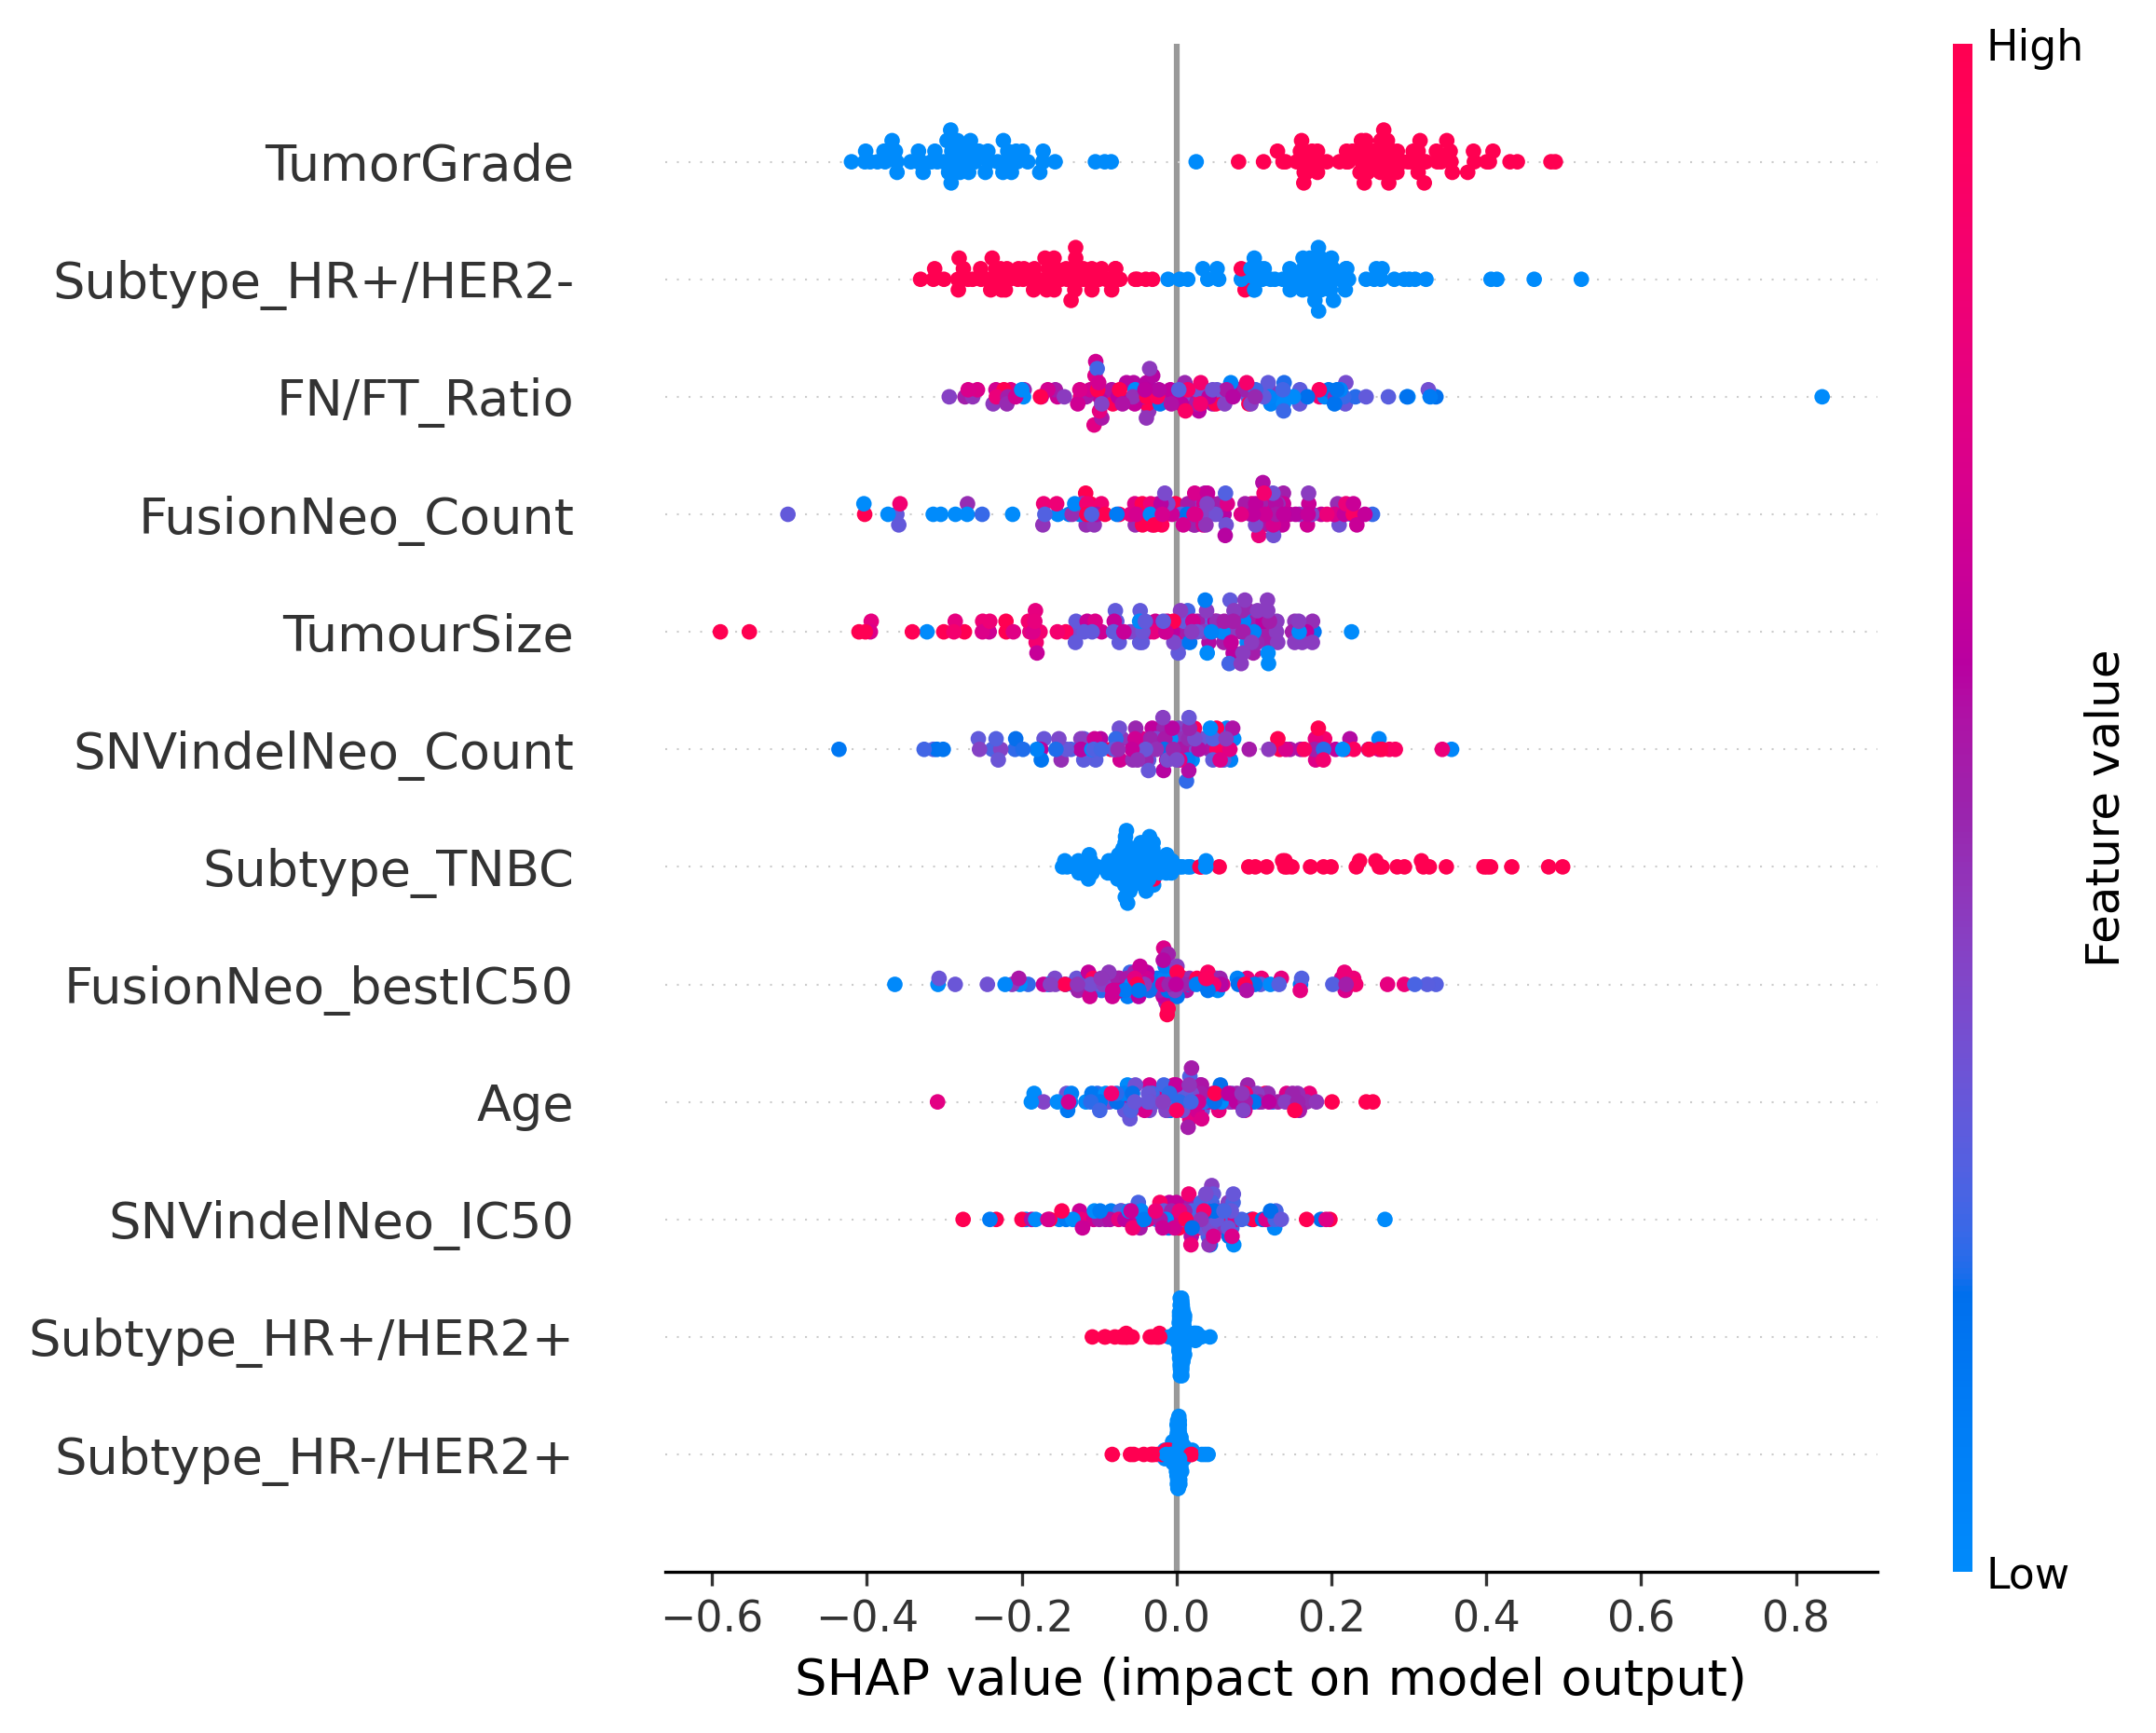 High
TumorGrade
Subtype_HR+/HER2-
FN/FT_Ratio
FusionNeo_Count
TumourSize
SNVindelNeo_Count
Subtype_TNBC
FusionNeo_bestIC50
Age
SNVindelNeo_IC50
Subtype_HR+/HER2+
Subtype_HR-/HER2+
Feature value
Low
−0.6 −0.4 −0.2 0.0 0.2 0.4 0.6 0.8
SHAP value (impact on model output)